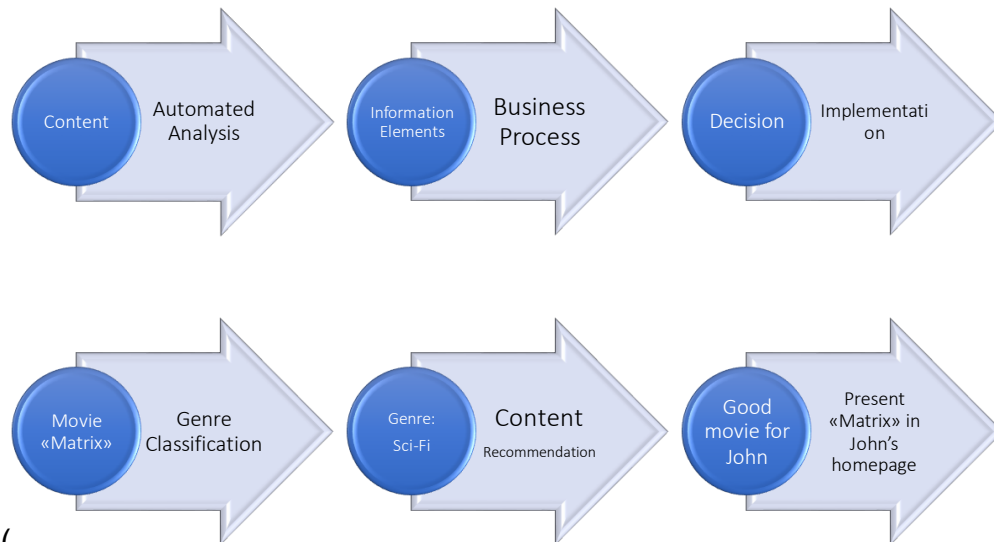 Content
Automated
Analysis
Information
Elements
Business
Process
Decision
Implementati
on
Movie
«Matrix»
Genre
Classification
Genre:
Sci-Fi
Content
Recommendation
Good
movie for
John
Present
«Matrix» in
John’s
homepage
(